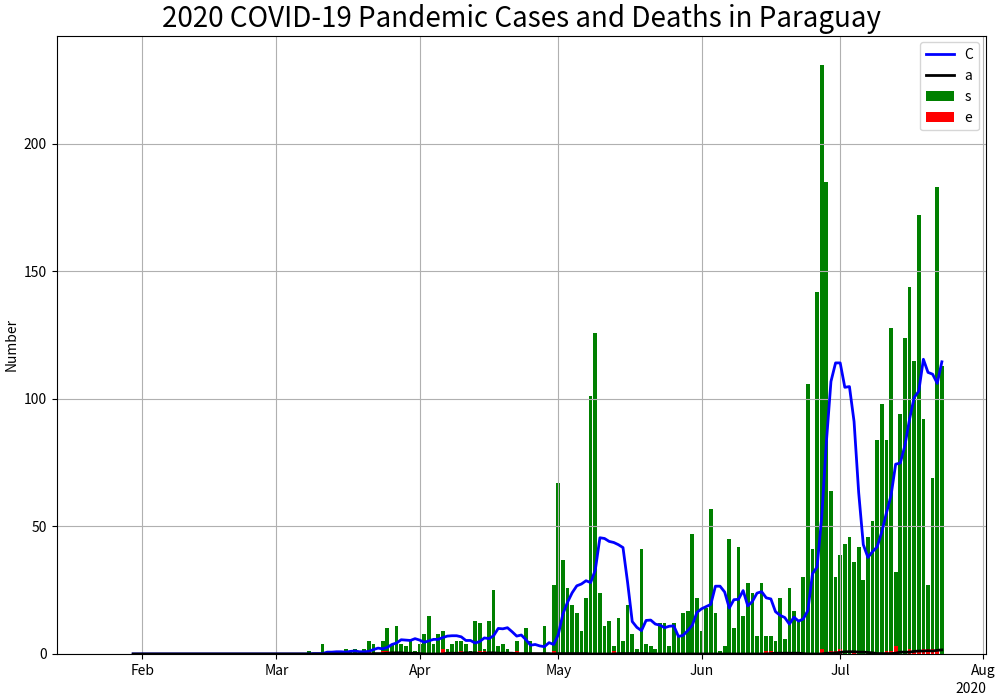 2020 COVID-19 Pandemic Cases and Deaths in Paraguay
C
a
s
e
Number
200
150
100
50
0
Feb
Mar
Apr
May
Jun
Jul
Aug
2020